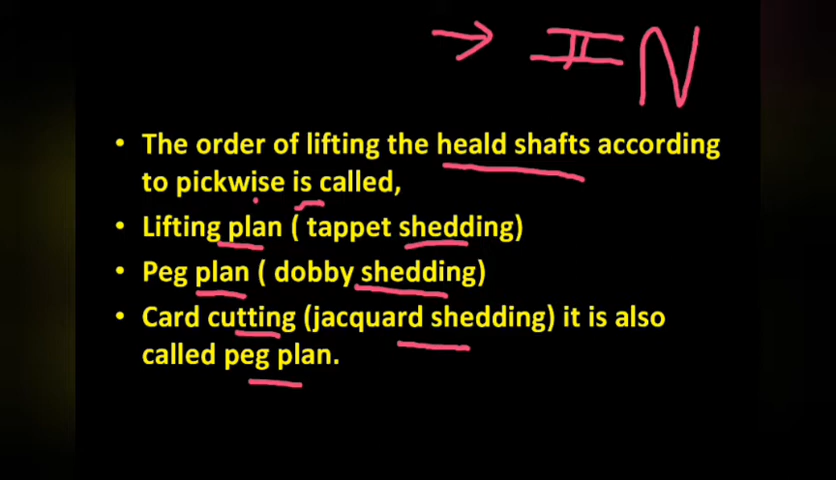 → II N
• The order of lifting the heald shafts according
to pickwise is called,
• Lifting plan ( tappet shedding)
• Peg plan ( dobby shedding)
• Card cutting (jacquard shedding) it is also
called peg plan.